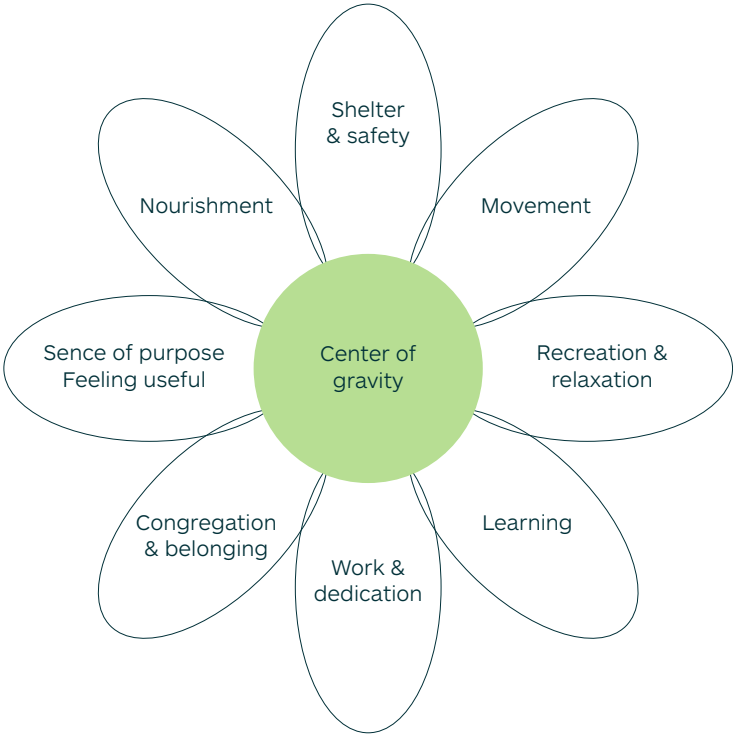 Shelter
& safety
Movement
Recreation &
relaxation
Learning
Work &
dedication
Congregation
& belonging
Sence of purpose
Feeling useful
Nourishment
Center of
gravity